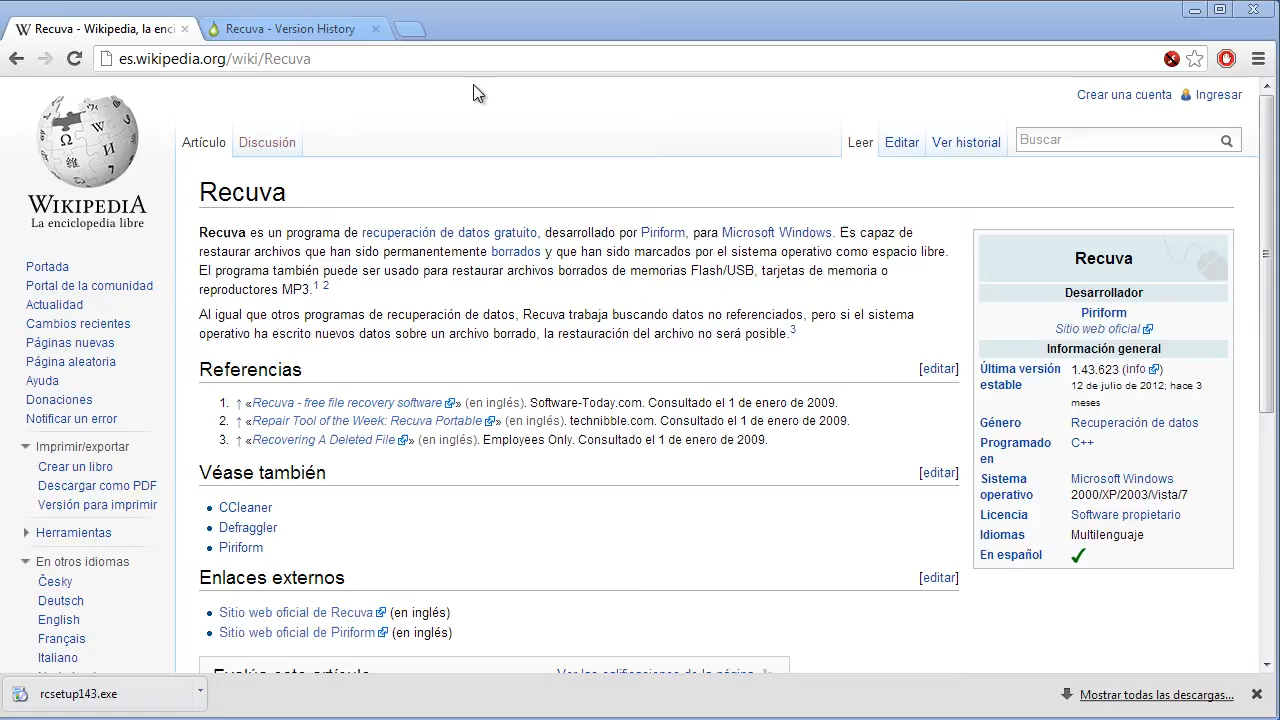 Recuva - Wikipedia, la enci
Recuva - Version History
es.wikipedia.org/wiki/Recuva
Crear una cuenta Ingresar
Artículo Discusión Leer Editar Ver historial Buscar
WIKIPEDIA
La enciclopedia libre
Portada
Portal de la comunidad
Actualidad
Cambios recientes
Páginas nuevas
Página aleatoria
Ayuda
Donaciones
Notificar un error
Imprimir/exportar
Crear un libro
Descargar como PDF
Versión para imprimir
Herramientas
En otros idiomas
Česky
Deutsch
English
Français
Italiano
Recuva
Recuva es un programa de recuperación de datos gratuito, desarrollado por Piriform, para Microsoft Windows. Es capaz de
restaurar archivos que han sido permanentemente borrados y que han sido marcados por el sistema operativo como espacio libre.
El programa también puede ser usado para restaurar archivos borrados de memorias Flash/USB, tarjetas de memoria o
reproductores MP3.1 2
Al igual que otros programas de recuperación de datos, Recuva trabaja buscando datos no referenciados, pero si el sistema
operativo ha escrito nuevos datos sobre un archivo borrado, la restauración del archivo no será posible.3
Referencias [editar]
1. ↑ «Recuva - free file recovery software» (en inglés). Software-Today.com. Consultado el 1 de enero de 2009.
2. ↑ «Repair Tool of the Week: Recuva Portable» (en inglés). technibble.com. Consultado el 1 de enero de 2009.
3. ↑ «Recovering A Deleted File» (en inglés). Employees Only. Consultado el 1 de enero de 2009.
Véase también [editar]
CCleaner
Defraggler
Piriform
Enlaces externos [editar]
Sitio web oficial de Recuva (en inglés)
Sitio web oficial de Piriform (en inglés)
Evalúa este artículo Ver las calificaciones de la página
Recuva
Desarrollador
Piriform
Sitio web oficial
Información general
Última versión estable 1.43.623 (info)
12 de julio de 2012; hace 3
meses
Género Recuperación de datos
Programado en C++
Sistema operativo Microsoft Windows
2000/XP/2003/Vista/7
Licencia Software propietario
Idiomas Multilenguaje
En español
rcsetup143.exe Mostrar todas las descargas...